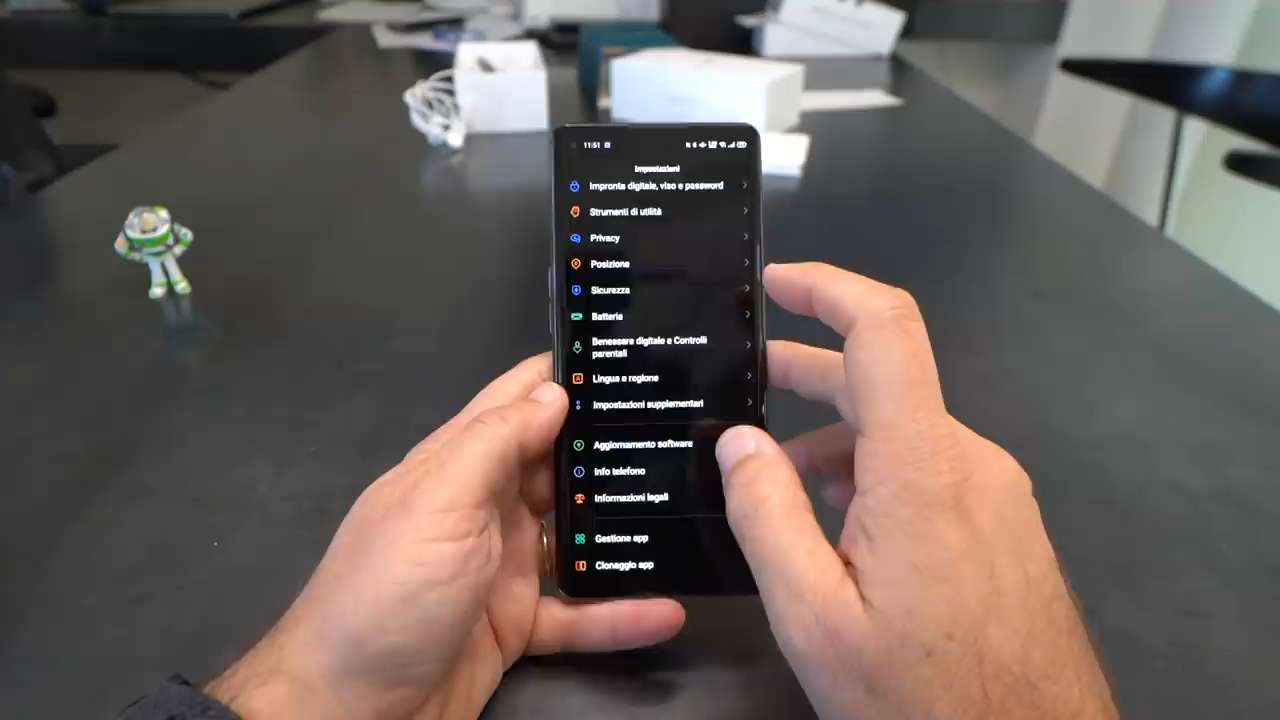 11:51
Impostazioni
Impronta digitale, viso e password
Strumenti di utilità
Privacy
Posizione
Sicurezza
Batteria
Benessere digitale e Controlli
parentali
Lingua e regione
Impostazioni supplementari
Aggiornamento software
Info telefono
Informazioni legali
Gestione app
Clonaggio app